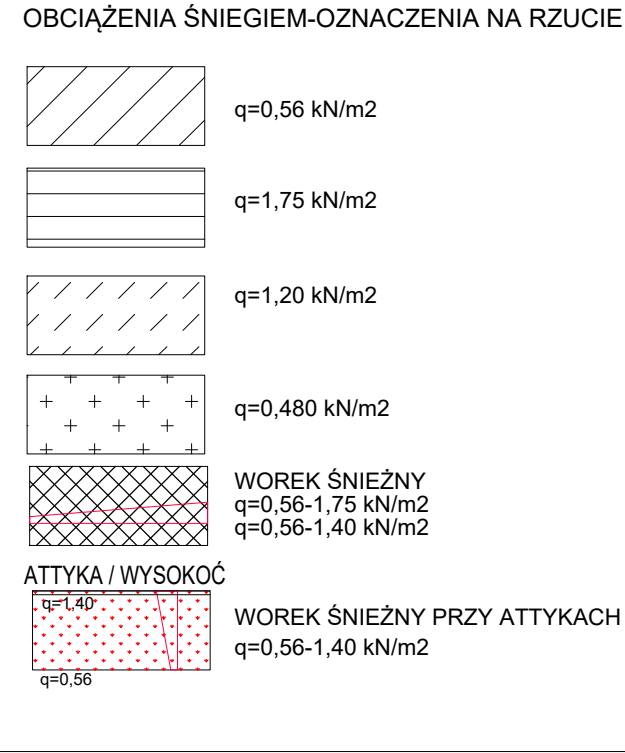 OBCIĄŻENIA ŚNIEGIEM-OZNACZENIA NA RZUCIE
q=0,56 kN/m2
q=1,75 kN/m2
q=1,20 kN/m2
q=0,480 kN/m2
WOREK ŚNIEŻNY
q=0,56-1,75 kN/m2
q=0,56-1,40 kN/m2
ATTYKA / WYSOKOĆ
q=1,40
WOREK ŚNIEŻNY PRZY ATTYKACH
q=0,56-1,40 kN/m2
q=0,56